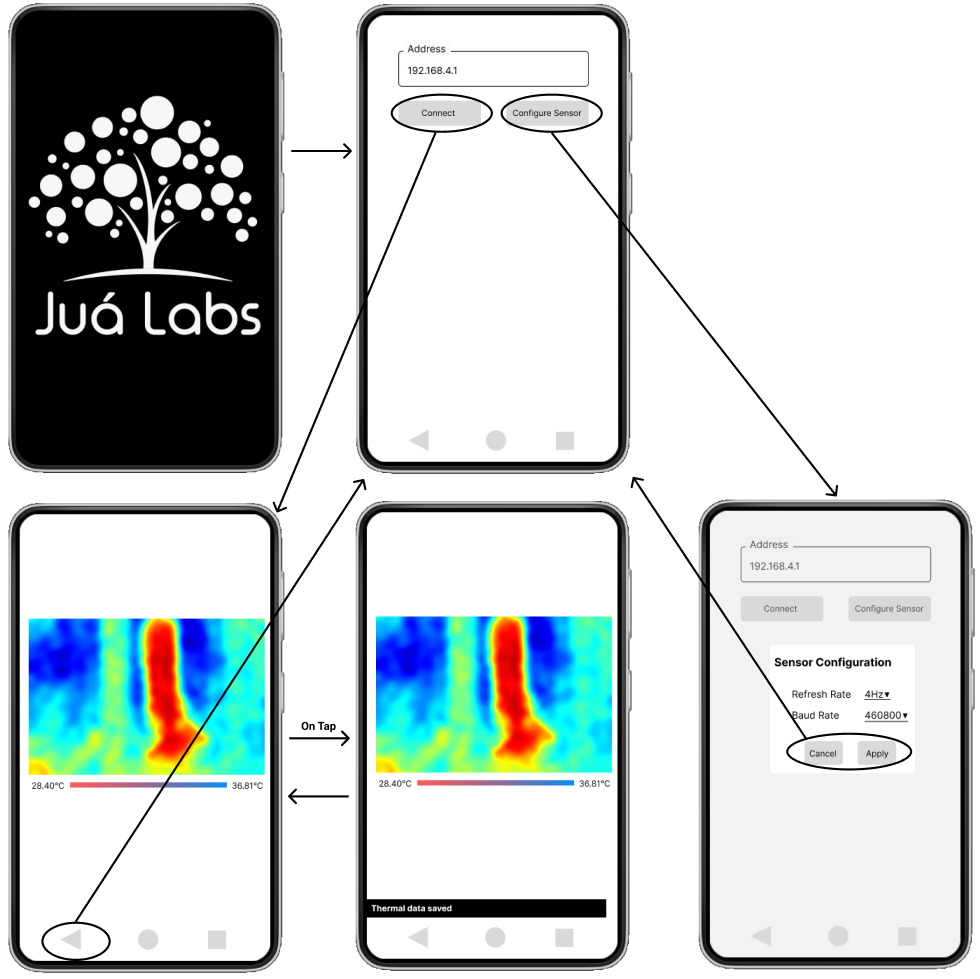 Juá Labs
Address
192.168.4.1
Connect
Configure Sensor
28.40°C
36.81°C
On Tap
28.40°C
36.81°C
Thermal data saved
Address
192.168.4.1
Connect
Configure Sensor
Sensor Configuration
Refresh Rate 4Hz
Baud Rate 460800
Cancel
Apply